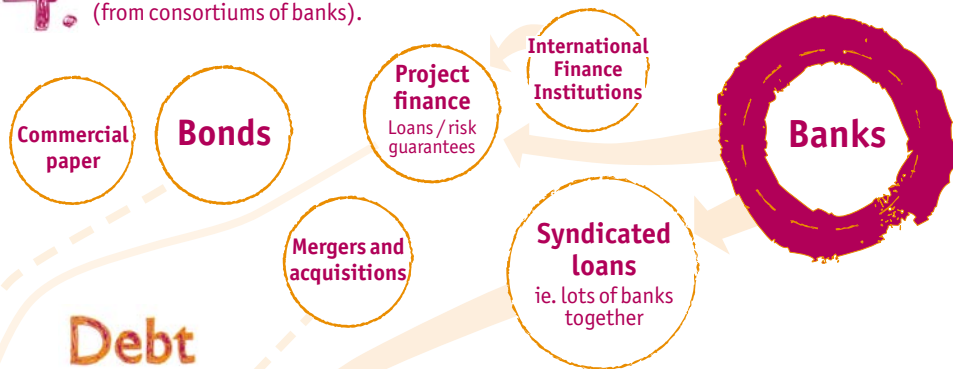 4.
(from consortiums of banks).
International
Finance
Institutions
Project
finance
Loans / risk
guarantees
Commercial
paper
Bonds
Banks
Mergers and
acquisitions
Syndicated
loans
ie. lots of banks
together
Debt